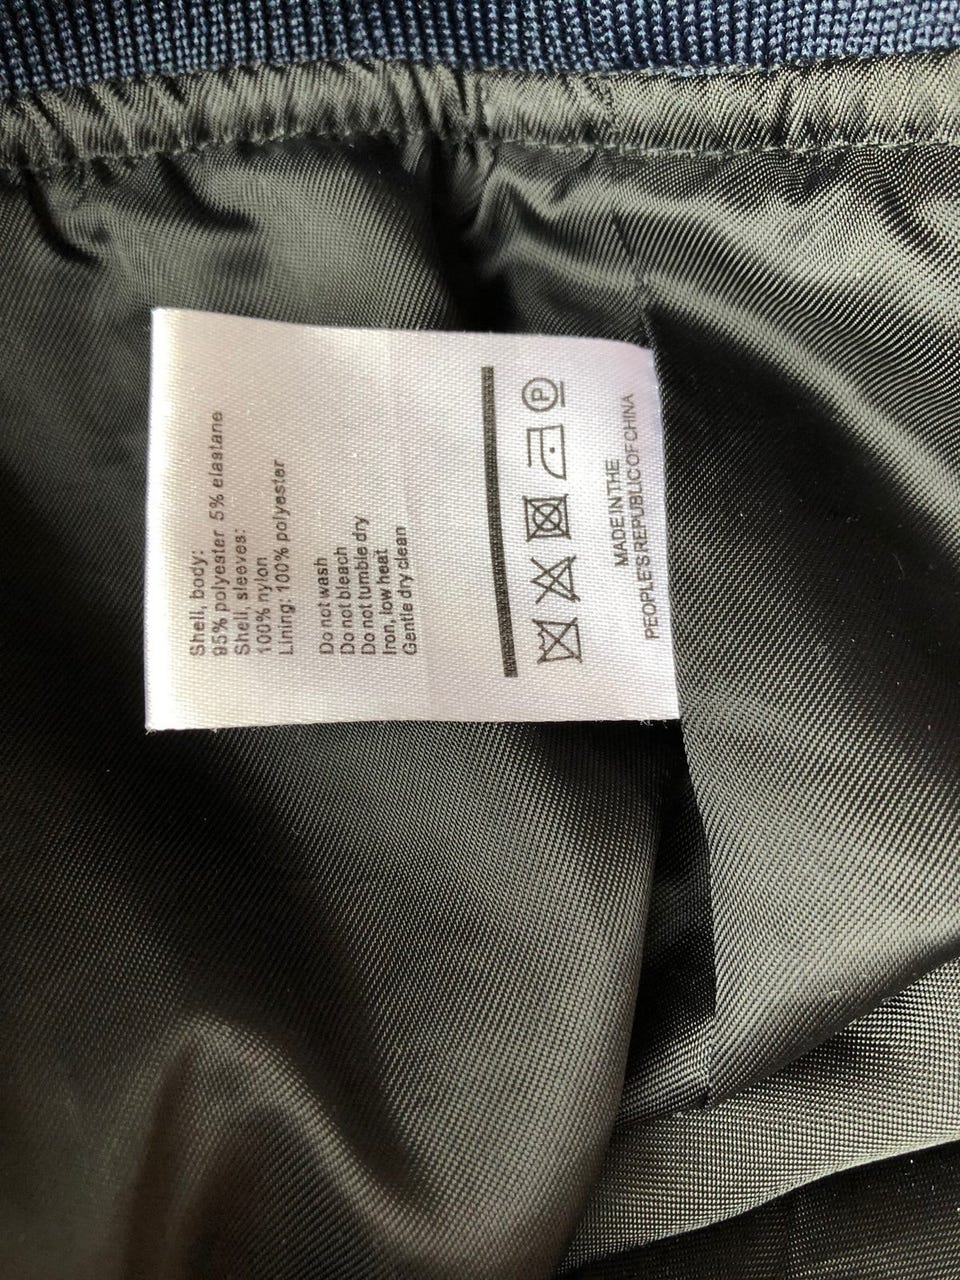 Shell, body:
95% polyester 5% elastane
Shell, sleeves:
100% nylon
Lining: 100% polyester
Do not wash
Do not bleach
Do not tumble dry
Iron, low heat
Gentle dry clean
P
MADE IN THE
PEOPLE'S REPUBLIC OF CHINA